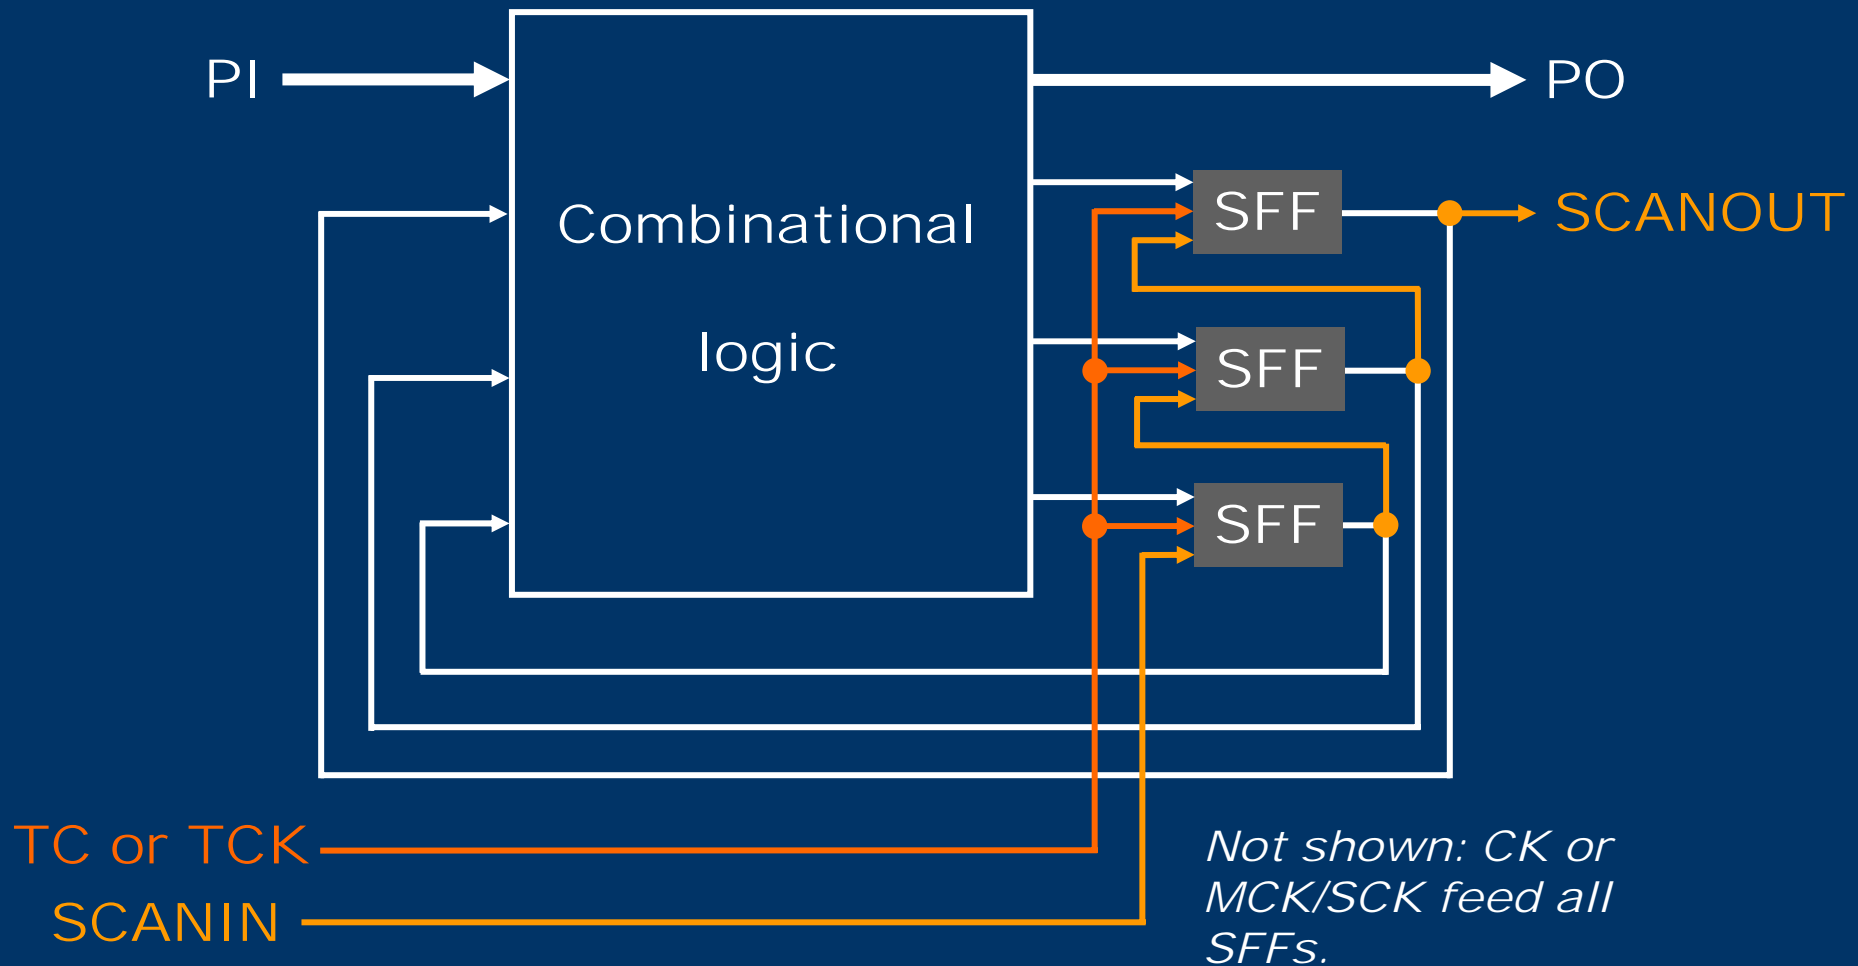 PI
PO
Combinational
logic
SFF
SCANOUT
SFF
SFF
TC or TCK
SCANIN
Not shown: CK or
MCK/SCK feed all
SFFs.